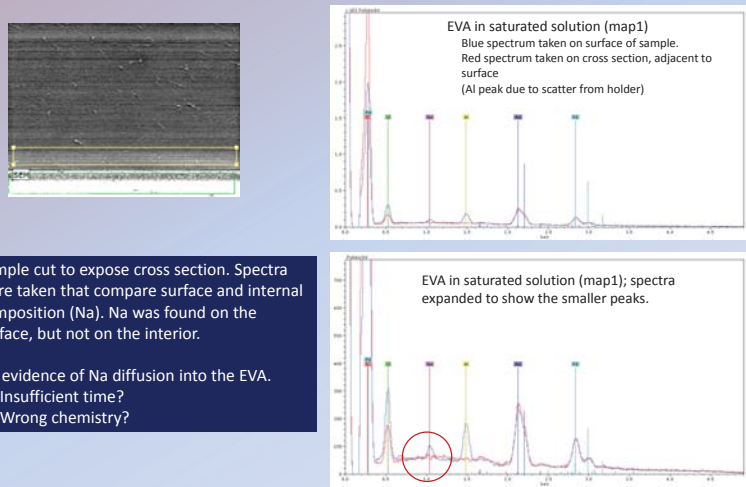 EVA in saturated solution (map1)
Blue spectrum taken on surface of sample.
Red spectrum taken on cross section, adjacent to
surface
(Al peak due to scatter from holder)
SEM
mple cut to expose cross section. Spectra
re taken that compare surface and internal
mposition (Na). Na was found on the
rface, but not on the interior.
evidence of Na diffusion into the EVA.
Insufficient time?
Wrong chemistry?
EVA in saturated solution (map1); spectra
expanded to show the smaller peaks.